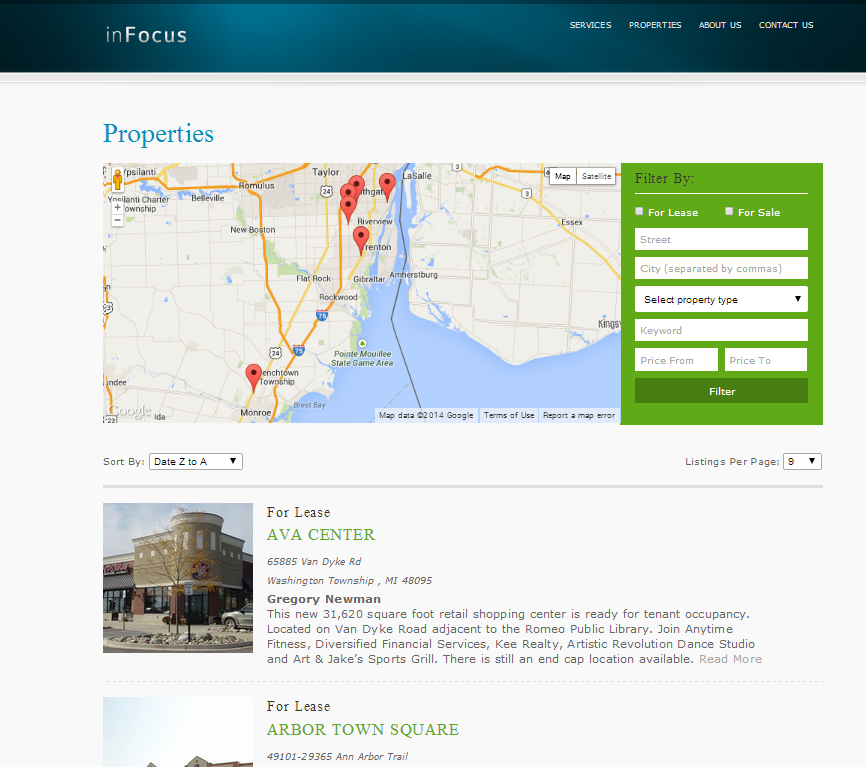 inFocus
SERVICES PROPERTIES ABOUT US CONTACT US
Properties
Ypsilanti
Taylor
LaSalle
Romulus
Belleville
Ypsilanti Charter
Township
24
3
3
Map Satellite
New Boston
Riverview
Essex
Trenton
Flat Rock
Gibraltar
Amherstburg
Rockwood
75
24
75
Pointe Mouillee
State Game Area
Frenchtown
Township
Monroe
Brest Bay
Ida
Google
Map data ©2014 Google Terms of Use Report a map error
Filter By:
For Lease For Sale
Street
City (separated by commas)
Select property type
Keyword
Price From Price To
Filter
Sort By: Date Z to A
Listings Per Page: 9
For Lease
AVA CENTER
65885 Van Dyke Rd
Washington Township , MI 48095
Gregory Newman
This new 31,620 square foot retail shopping center is ready for tenant occupancy.
Located on Van Dyke Road adjacent to the Romeo Public Library. Join Anytime
Fitness, Diversified Financial Services, Kee Realty, Artistic Revolution Dance Studio
and Art & Jake's Sports Grill. There is still an end cap location available. Read More
For Lease
ARBOR TOWN SQUARE
49101-29365 Ann Arbor Trail